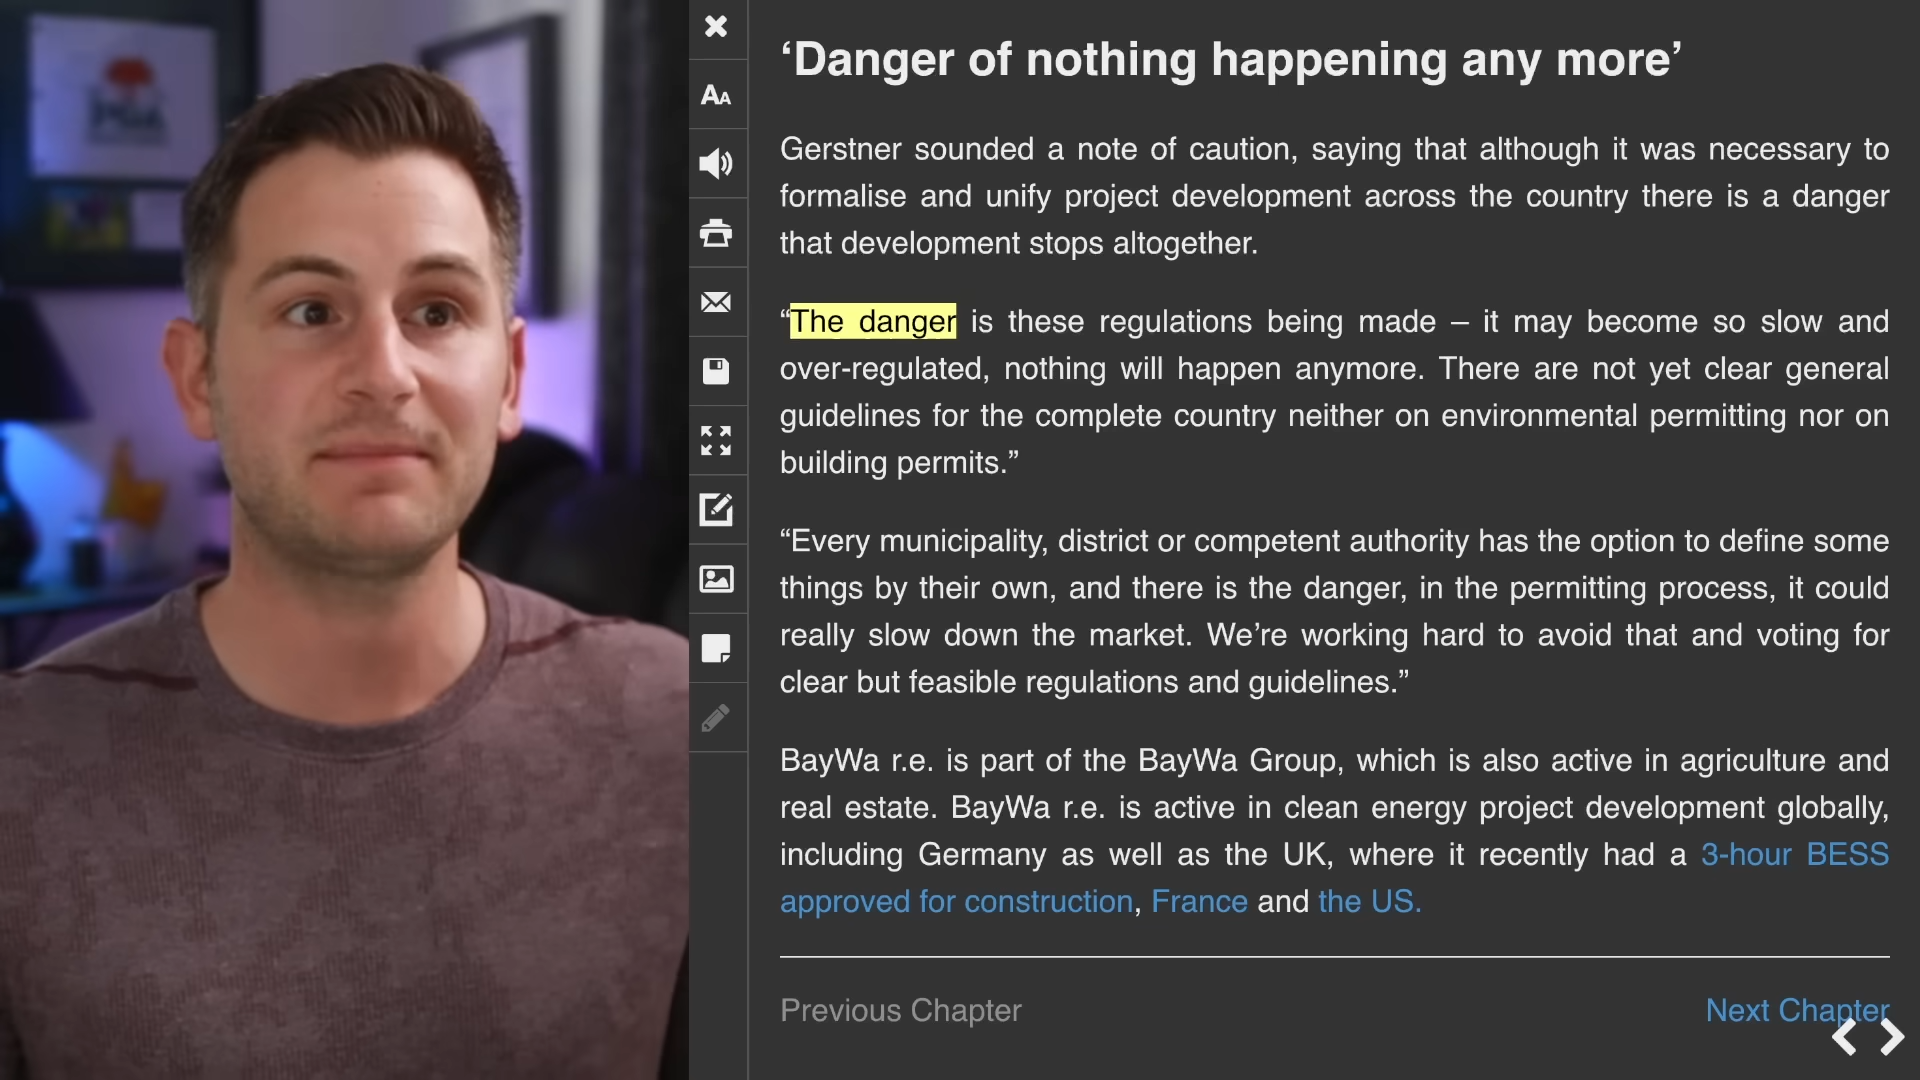 ‘Danger of nothing happening any more’
Gerstner sounded a note of caution, saying that although it was necessary to
formalise and unify project development across the country there is a danger
that development stops altogether.
“The danger is these regulations being made – it may become so slow and
over-regulated, nothing will happen anymore. There are not yet clear general
guidelines for the complete country neither on environmental permitting nor on
building permits.”
“Every municipality, district or competent authority has the option to define some
things by their own, and there is the danger, in the permitting process, it could
really slow down the market. We’re working hard to avoid that and voting for
clear but feasible regulations and guidelines.”
BayWa r.e. is part of the BayWa Group, which is also active in agriculture and
real estate. BayWa r.e. is active in clean energy project development globally,
including Germany as well as the UK, where it recently had a 3-hour BESS
approved for construction, France and the US.
Previous Chapter
Next Chapter